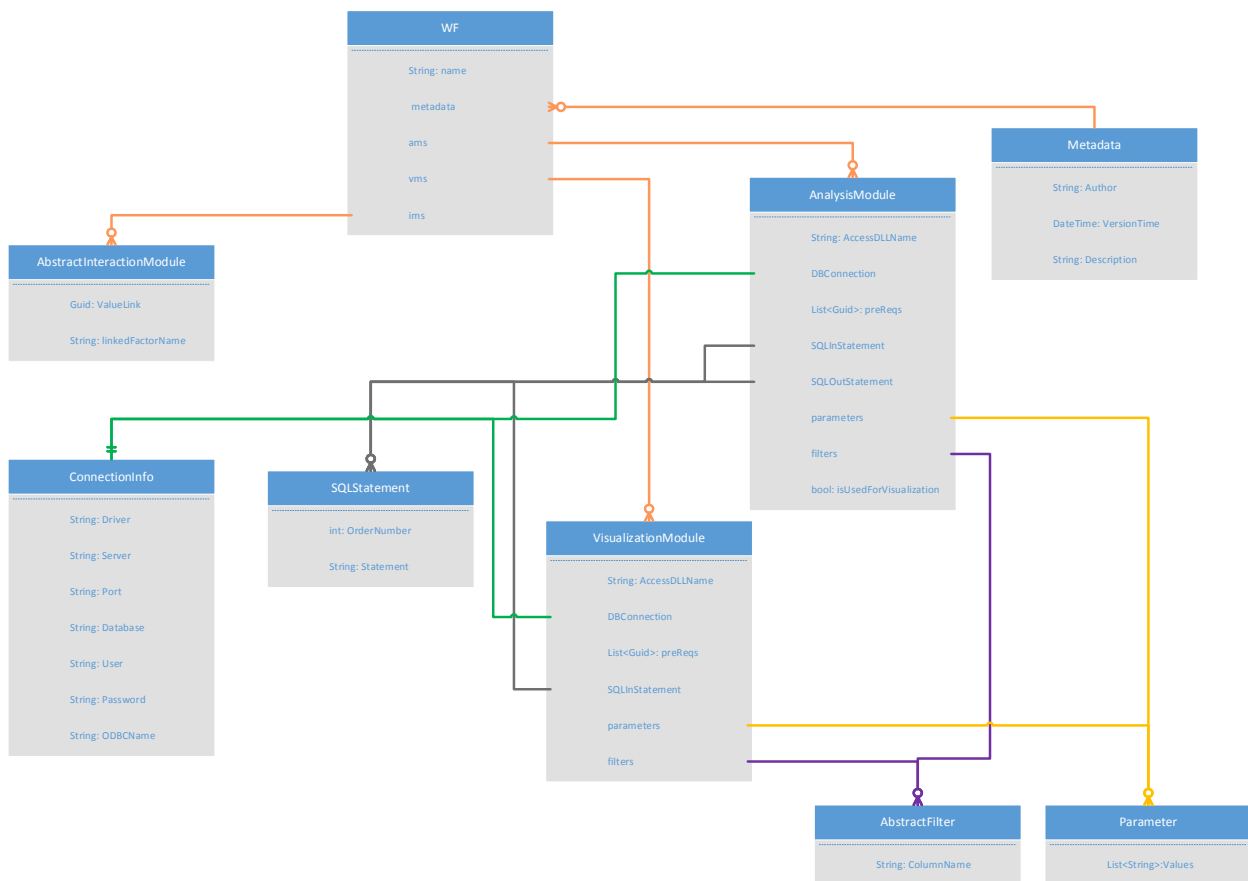 WF
String: name
metadata
ams
vms
ims
Metadata
String: Author
DateTime: VersionTime
String: Description
AnalysisModule
String: AccessDLLName
DBConnection
List<Guid>: preReqs
SQLInStatement
SQLOutStatement
parameters
filters
bool: isUsedForVisualization
AbstractInteractionModule
Guid: ValueLink
String: linkedFactorName
ConnectionInfo
String: Driver
String: Server
String: Port
String: Database
String: User
String: Password
String: ODBCName
SQLStatement
int: OrderNumber
String: Statement
VisualizationModule
String: AccessDLLName
DBConnection
List<Guid>: preReqs
SQLInStatement
parameters
filters
AbstractFilter
String: ColumnName
Parameter
List<String>:Values